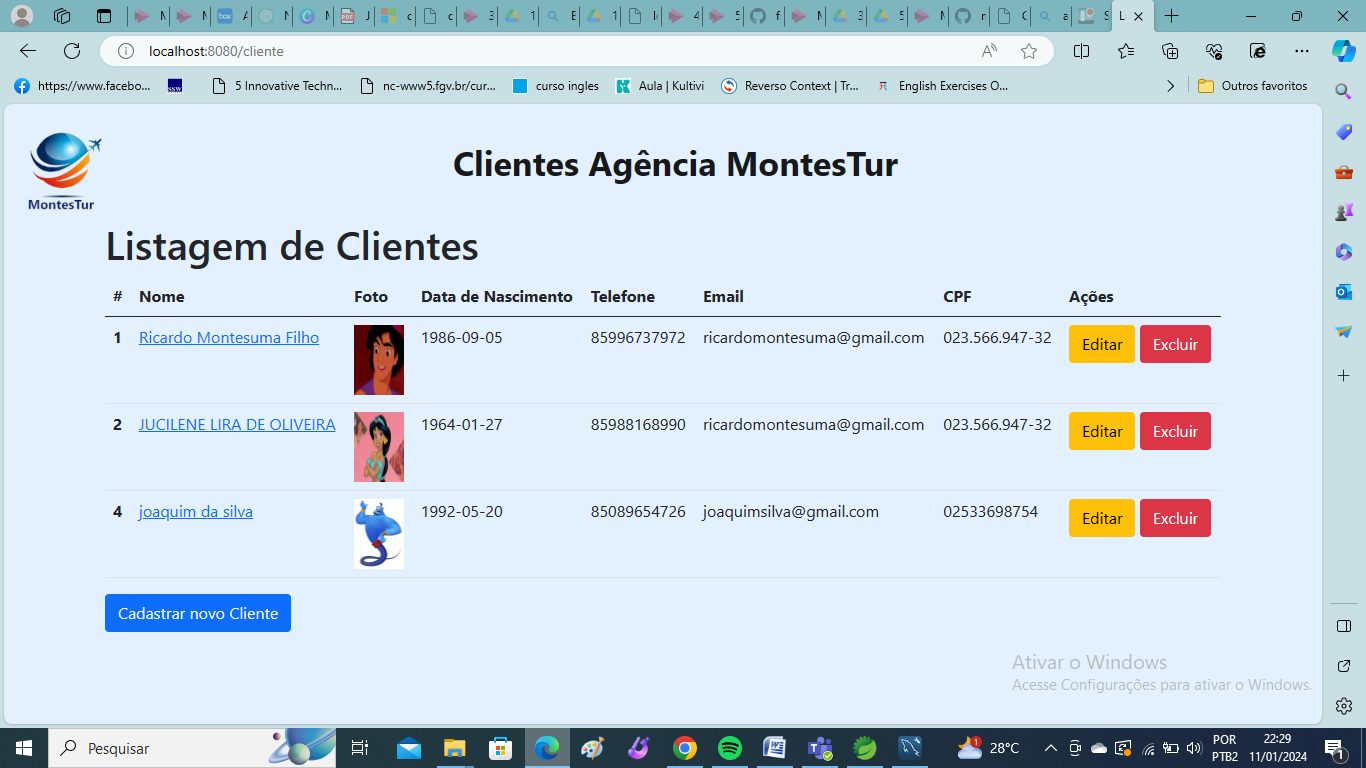 localhost:8080/cliente
https://www.facebo...
SSW
5 Innovative Techn...
nc-www5.fgv.br/cur...
curso ingles
Aula | Kultivi
Reverso Context | Tr...
English Exercises O...
Outros favoritos
MontesTur
Clientes Agência MontesTur
Listagem de Clientes
# Nome Foto Data de Nascimento Telefone Email CPF Ações
1 Ricardo Montesuma Filho 1986-09-05 85996737972 ricardomontesuma@gmail.com 023.566.947-32 Editar Excluir
2 JUCILENE LIRA DE OLIVEIRA 1964-01-27 85988168990 ricardomontesuma@gmail.com 023.566.947-32 Editar Excluir
4 joaquim da silva 1992-05-20 85089654726 joaquimsilva@gmail.com 02533698754 Editar Excluir
Cadastrar novo Cliente
Ativar o Windows
Acesse Configurações para ativar o Windows.
Pesquisar
1
28°C
POR
PTB2
22:29
11/01/2024
1